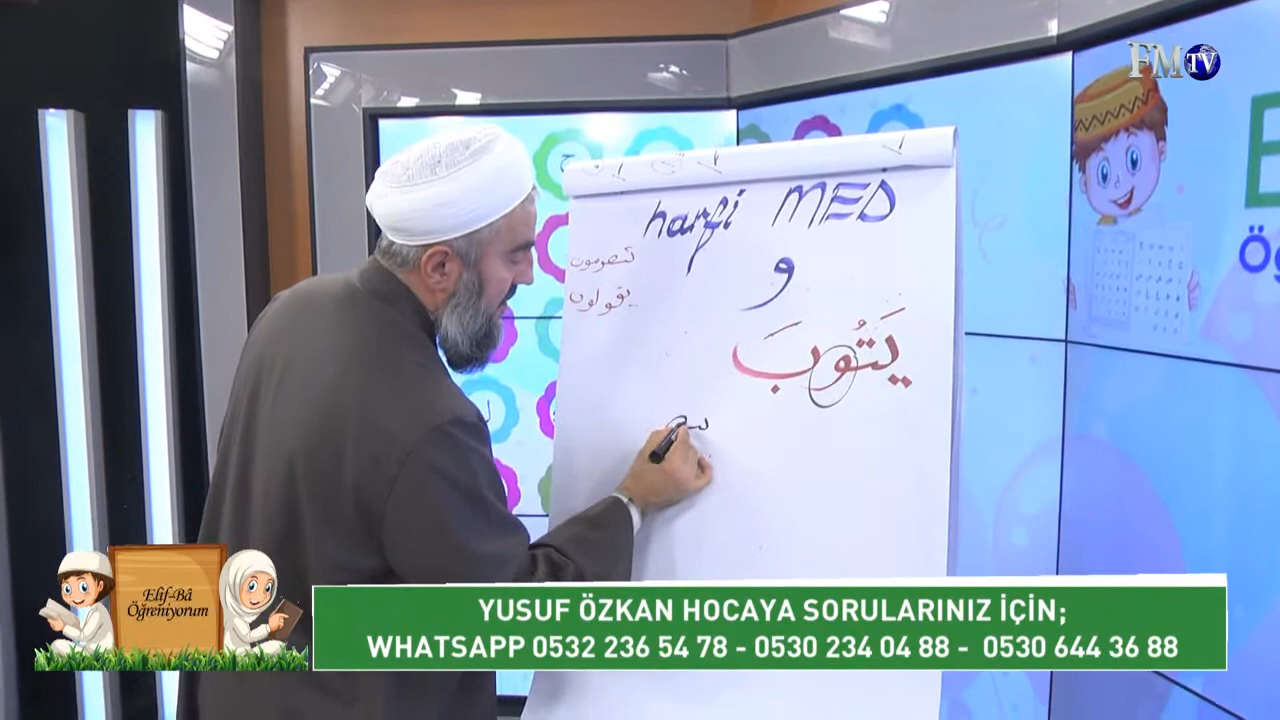 FM TV
harfi MED
و
يقولون
يَتُوبَ
Elif-Bâ
Öğreniyorum
YUSUF ÖZKAN HOCAYA SORULARINIZ İÇİN;
WHATSAPP 0532 236 54 78 - 0530 234 04 88 - 0530 644 36 88